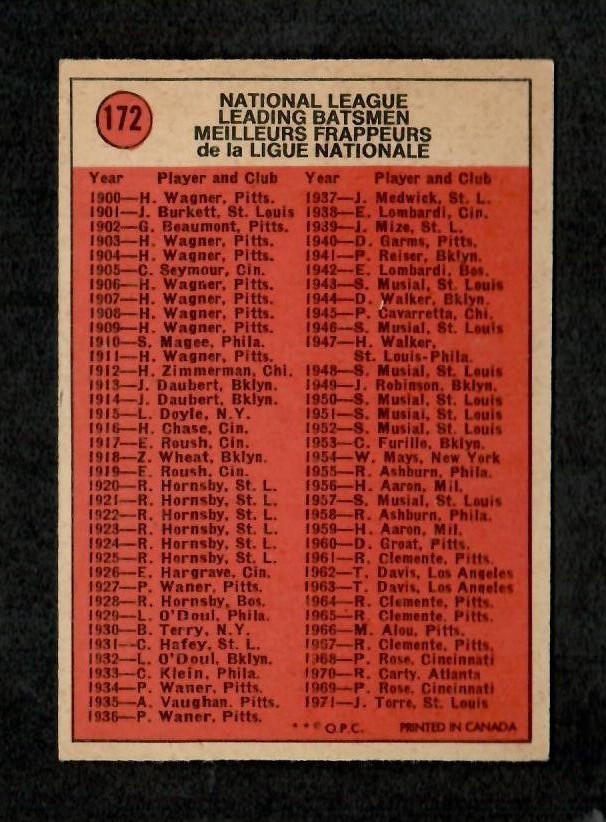 172
NATIONAL LEAGUE
LEADING BATSMEN
MEILLEURS FRAPPEURS
de la LIGUE NATIONALE
Year Player and Club
1900—H. Wagner, Pitts.
1901—J. Burkett, St. Louis
1902—G. Beaumont, Pitts.
1903—H. Wagner, Pitts.
1904—H. Wagner, Pitts.
1905—C. Seymour, Cin.
1906—H. Wagner, Pitts.
1907—H. Wagner, Pitts.
1908—H. Wagner, Pitts.
1909—H. Wagner, Pitts.
1910—S. Magee, Phila.
1911—H. Wagner, Pitts.
1912—H. Zimmerman, Chi.
1913—J. Daubert, Bklyn.
1914—J. Daubert, Bklyn.
1915—L. Doyle, N.Y.
1916—H. Chase, Cin.
1917—E. Roush, Cin.
1918—Z. Wheat, Bklyn.
1919—E. Roush, Cin.
1920—R. Hornsby, St. L.
1921—R. Hornsby, St. L.
1922—R. Hornsby, St. L.
1923—R. Hornsby, St. L.
1924—R. Hornsby, St. L.
1925—R. Hornsby, St. L.
1926—E. Hargrave, Cin.
1927—P. Waner, Pitts.
1928—R. Hornsby, Bos.
1929—L. O'Doul, Phila.
1930—B. Terry, N.Y.
1931—C. Hafey, St. L.
1932—L. O'Doul, Bklyn.
1933—C. Klein, Phila.
1934—P. Waner, Pitts.
1935—A. Vaughan, Pitts.
1936—P. Waner, Pitts.
Year Player and Club
1937—J. Medwick, St. L.
1938—E. Lombardi, Cin.
1939—J. Mize, St. L.
1940—D. Garms, Pitts.
1941—P. Reiser, Bklyn.
1942—E. Lombardi, Bos.
1943—S. Musial, St. Louis
1944—D. Walker, Bklyn.
1945—P. Cavarretta, Chi.
1946—S. Musial, St. Louis
1947—H. Walker,
St. Louis-Phila.
1948—S. Musial, St. Louis
1949—J. Robinson, Bklyn.
1950—S. Musial, St. Louis
1951—S. Musial, St. Louis
1952—S. Musial, St. Louis
1953—C. Furillo, Bklyn.
1954—W. Mays, New York
1955—R. Ashburn, Phila.
1956—H. Aaron, Mil.
1957—S. Musial, St. Louis
1958—R. Ashburn, Phila.
1959—H. Aaron, Mil.
1960—D. Groat, Pitts.
1961—R. Clemente, Pitts.
1962—T. Davis, Los Angeles
1963—T. Davis, Los Angeles
1964—R. Clemente, Pitts.
1965—R. Clemente, Pitts.
1966—M. Alou, Pitts.
1967—R. Clemente, Pitts.
1968—P. Rose, Cincinnati
1970—R. Carty, Atlanta
1969—P. Rose, Cincinnati
1971—J. Torre, St. Louis
**© O.P.C. PRINTED IN CANADA